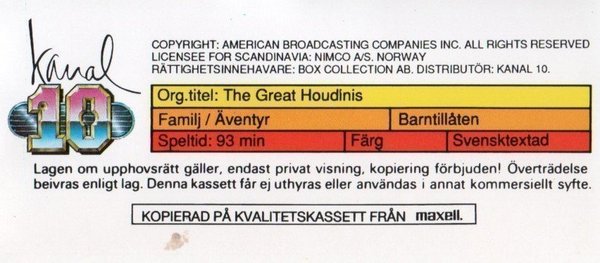 Kanal
10
COPYRIGHT: AMERICAN BROADCASTING COMPANIES INC. ALL RIGHTS RESERVED
LICENSEE FOR SCANDINAVIA: NIMCO A/S. NORWAY
RÄTTIGHETSINNEHAVARE: BOX COLLECTION AB. DISTRIBUTÖR: KANAL 10.
Org.titel: The Great Houdinis
Familj / Äventyr Barntillåten
Speltid: 93 min Färg Svensktextad
Lagen om upphovsrätt gäller, endast privat visning, kopiering förbjuden! Överträdelse
beivras enligt lag. Denna kassett får ej uthyras eller användas i annat kommersiellt syfte.
KOPIERAD PÅ KVALITETSKASSETT FRÅN maxell.